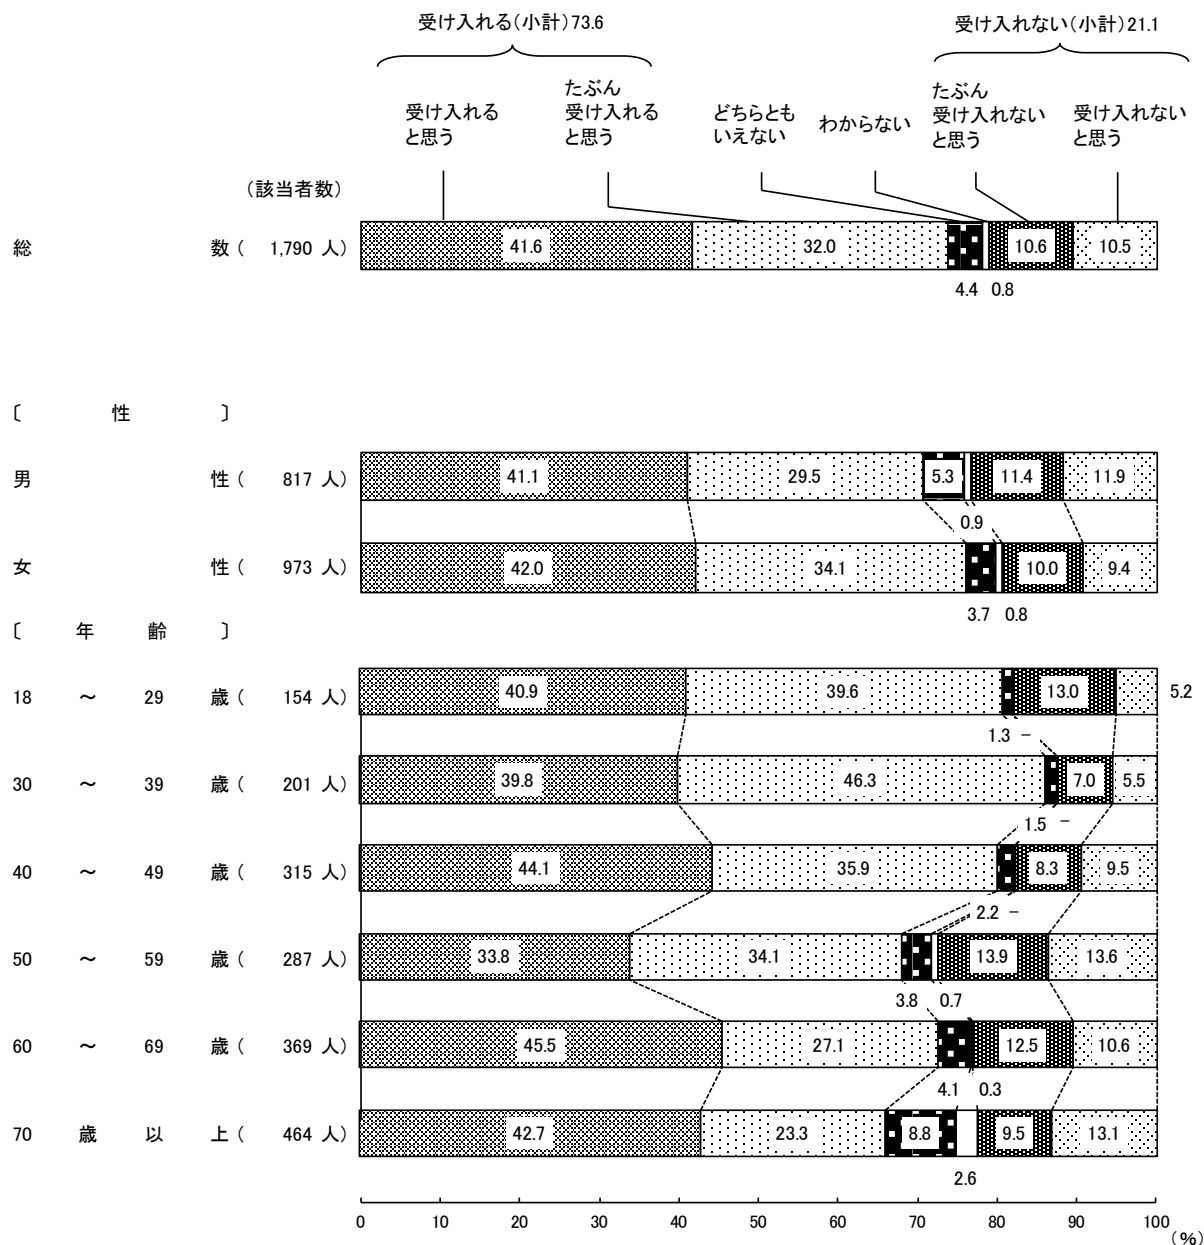 受け入れる(小計)73.6 受け入れない(小計)21.1
受け入れる
と思う
たぶん
受け入れる
と思う
どちらとも
いえない
わからない
たぶん
受け入れない
と思う
受け入れない
と思う
(該当者数)
総 数 ( 1,790 人) 41.6 32.0 10.6 10.5
4.4 0.8
〔 性 〕
男 性 ( 817 人) 41.1 29.5 5.3 11.4 11.9
0.9
女 性 ( 973 人) 42.0 34.1 10.0 9.4
3.7 0.8
〔 年 齢 〕
18 ～ 29 歳 ( 154 人) 40.9 39.6 13.0 5.2
1.3 -
30 ～ 39 歳 ( 201 人) 39.8 46.3 7.0 5.5
1.5 -
40 ～ 49 歳 ( 315 人) 44.1 35.9 8.3 9.5
2.2 -
50 ～ 59 歳 ( 287 人) 33.8 34.1 13.9 13.6
3.8 0.7
60 ～ 69 歳 ( 369 人) 45.5 27.1 12.5 10.6
4.1 0.3
70 歳 以 上 ( 464 人) 42.7 23.3 8.8 9.5 13.1
2.6
0 10 20 30 40 50 60 70 80 90 100
(%)